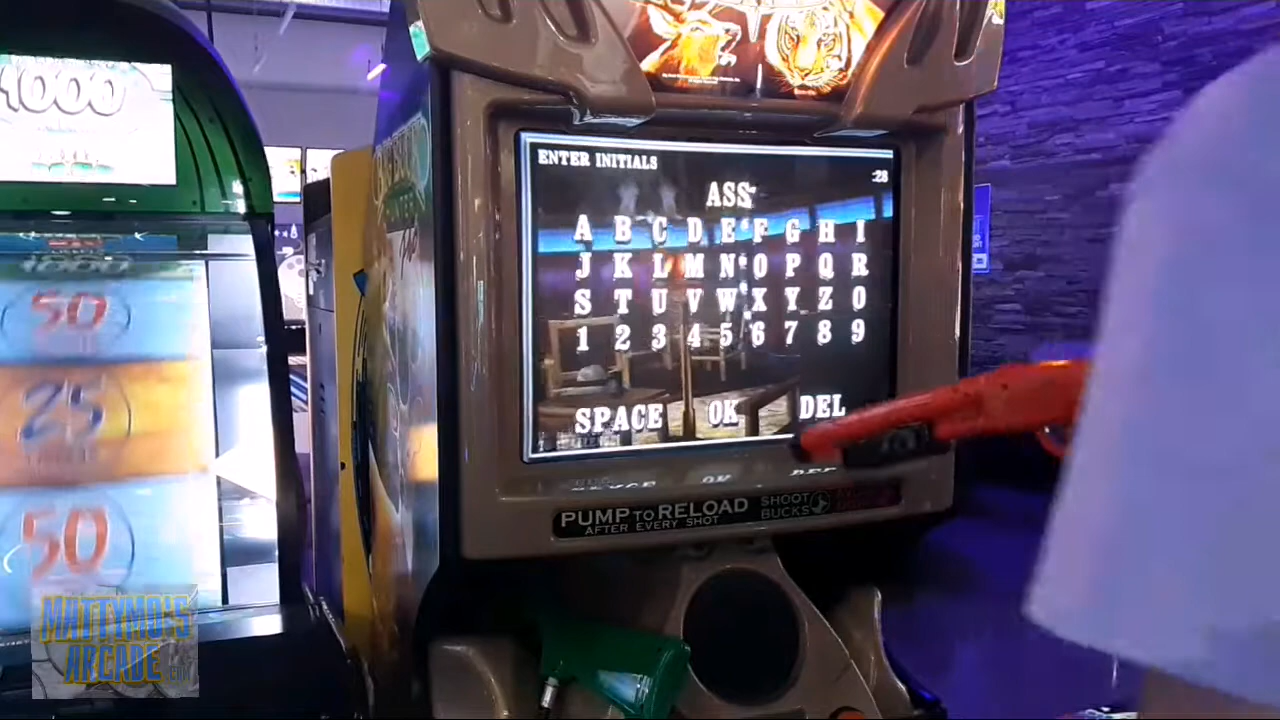 1000
ENTER INITIALS
:28
ASS
A B C D E F G H I
J K L M N O P Q R
S T U V W X Y Z 0
1 2 3 4 5 6 7 8 9
SPACE OK DEL
PUMP TO RELOAD
AFTER EVERY SHOT
SHOOT
BUCKS
50
25
50
MATTYMO'S
ARCADE
.COM